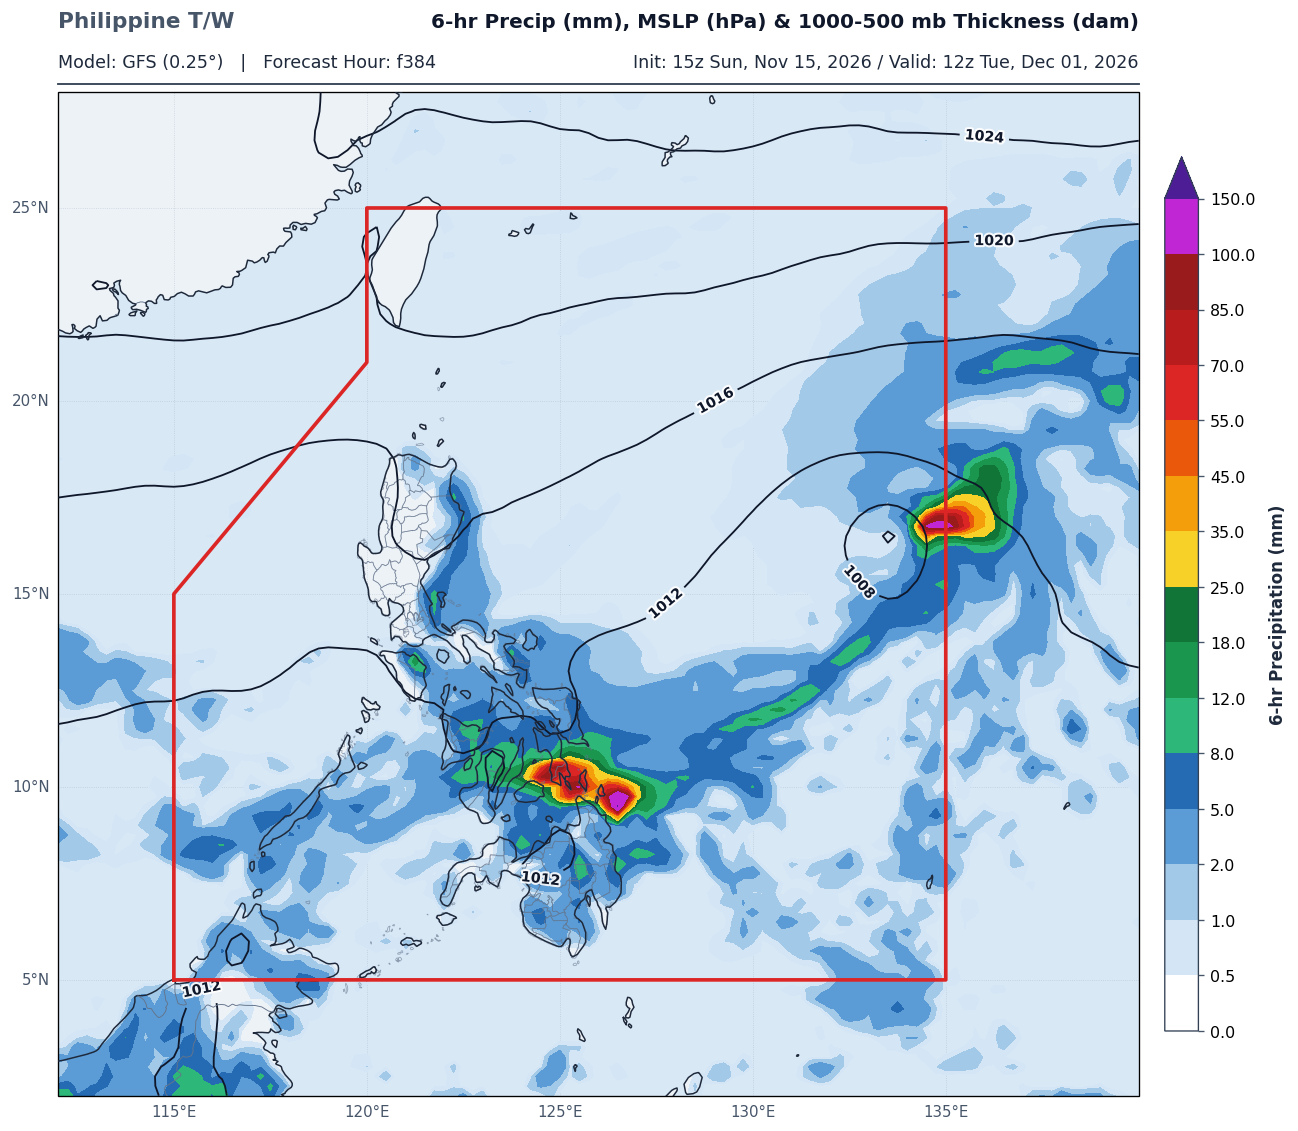 Philippine T/W
6-hr Precip (mm), MSLP (hPa) & 1000-500 mb Thickness (dam)
Model: GFS (0.25°) | Forecast Hour: f384
Init: 15z Sun, Nov 15, 2026 / Valid: 12z Tue, Dec 01, 2026
1024
25°N
1020
20°N
1016
15°N
1008
1012
10°N
1012
5°N
1012
115°E
120°E
125°E
130°E
135°E
150.0
100.0
85.0
70.0
55.0
45.0
35.0
25.0
18.0
12.0
8.0
5.0
2.0
1.0
0.5
0.0
6-hr Precipitation (mm)